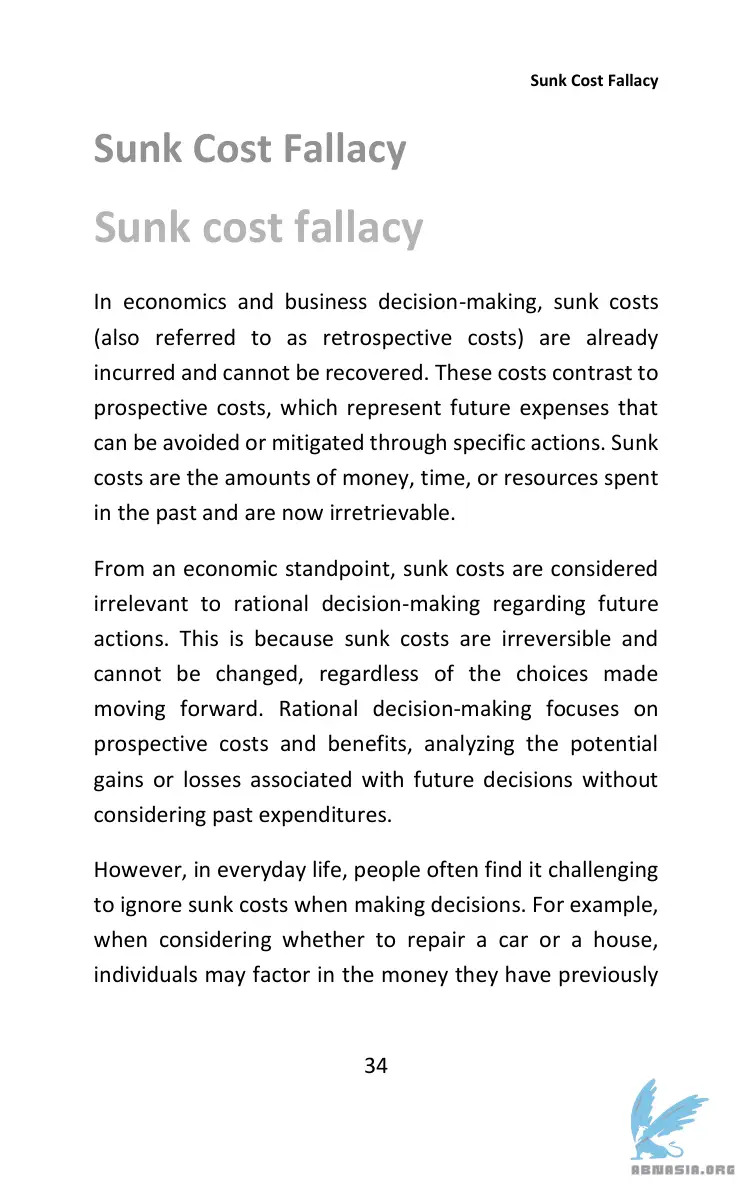 Sunk Cost Fallacy
Sunk Cost Fallacy
Sunk cost fallacy
In economics and business decision-making, sunk costs
(also referred to as retrospective costs) are already
incurred and cannot be recovered. These costs contrast to
prospective costs, which represent future expenses that
can be avoided or mitigated through specific actions. Sunk
costs are the amounts of money, time, or resources spent
in the past and are now irretrievable.
From an economic standpoint, sunk costs are considered
irrelevant to rational decision-making regarding future
actions. This is because sunk costs are irreversible and
cannot be changed, regardless of the choices made
moving forward. Rational decision-making focuses on
prospective costs and benefits, analyzing the potential
gains or losses associated with future decisions without
considering past expenditures.
However, in everyday life, people often find it challenging
to ignore sunk costs when making decisions. For example,
when considering whether to repair a car or a house,
individuals may factor in the money they have previously
34
ABNASIA.ORG